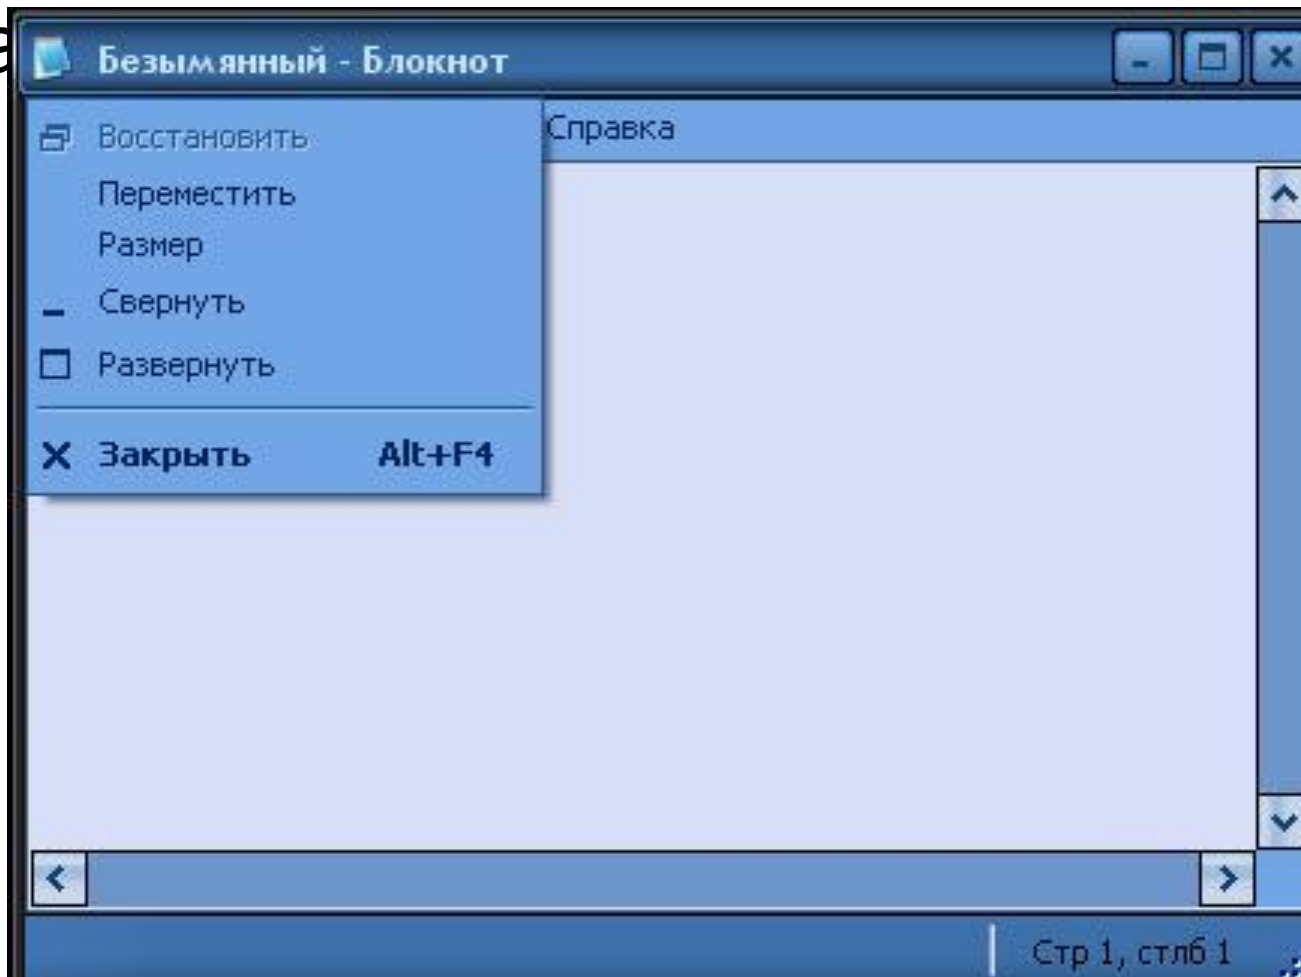 Безымянный - Блокнот
Справка
Восстановить
Переместить
Размер
Свернуть
Развернуть
Закрыть Alt+F4
Стр 1, стлб 1